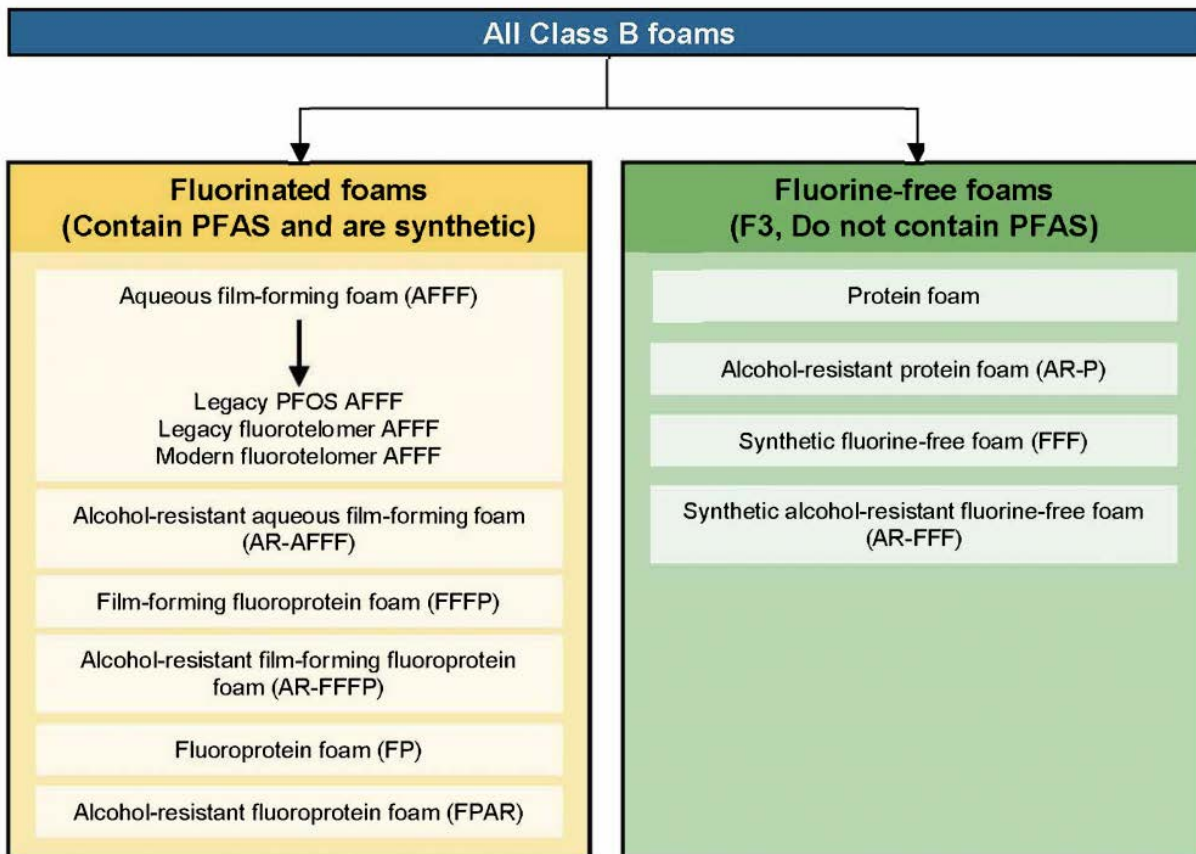 All Class B foams
Fluorinated foams
(Contain PFAS and are synthetic)
Aqueous film-forming foam (AFFF)
Legacy PFOS AFFF
Legacy fluorotelomer AFFF
Modern fluorotelomer AFFF
Alcohol-resistant aqueous film-forming foam
(AR-AFFF)
Film-forming fluoroprotein foam (FFFP)
Alcohol-resistant film-forming fluoroprotein
foam (AR-FFFP)
Fluoroprotein foam (FP)
Alcohol-resistant fluoroprotein foam (FPAR)
Fluorine-free foams
(F3, Do not contain PFAS)
Protein foam
Alcohol-resistant protein foam (AR-P)
Synthetic fluorine-free foam (FFF)
Synthetic alcohol-resistant fluorine-free foam
(AR-FFF)